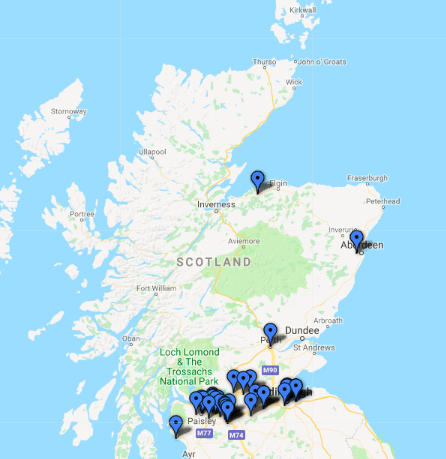 Kirkwall
Thurso
John o' Groats
Wick
Stornoway
Ullapool
Elgin
Fraserburgh
Peterhead
Portree
Inverness
Inverurie
Aviemore
Aberdeen
SCOTLAND
Fort William
Arbroath
Dundee
Perth
Oban
St Andrews
Loch Lomond
& The
Trossachs
National Park
M90
Paisley
M77
M74
Ayr